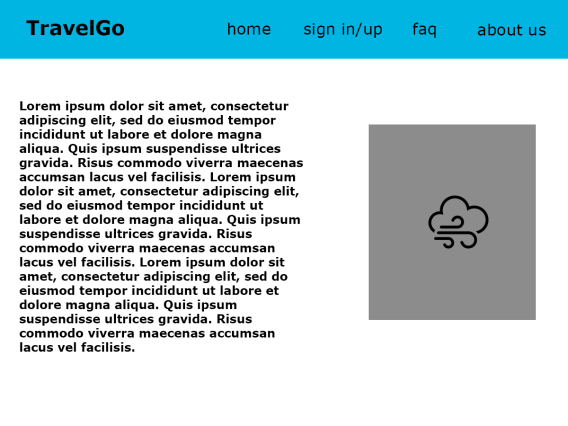 TravelGo
home
sign in/up
faq
about us
Lorem ipsum dolor sit amet, consectetur
adipiscing elit, sed do eiusmod tempor
incididunt ut labore et dolore magna
aliqua. Quis ipsum suspendisse ultrices
gravida. Risus commodo viverra maecenas
accumsan lacus vel facilisis. Lorem ipsum
dolor sit amet, consectetur adipiscing elit,
sed do eiusmod tempor incididunt ut
labore et dolore magna aliqua. Quis ipsum
suspendisse ultrices gravida. Risus
commodo viverra maecenas accumsan
lacus vel facilisis. Lorem ipsum dolor sit
amet, consectetur adipiscing elit, sed do
eiusmod tempor incididunt ut labore et
dolore magna aliqua. Quis ipsum
suspendisse ultrices gravida. Risus
commodo viverra maecenas accumsan
lacus vel facilisis.